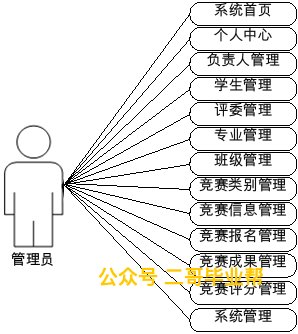 系统首页
个人中心
负责人管理
学生管理
评委管理
专业管理
班级管理
竞赛类别管理
竞赛信息管理
竞赛报名管理
竞赛成果管理
竞赛评分管理
系统管理
管理员
公众号 二哥毕业帮